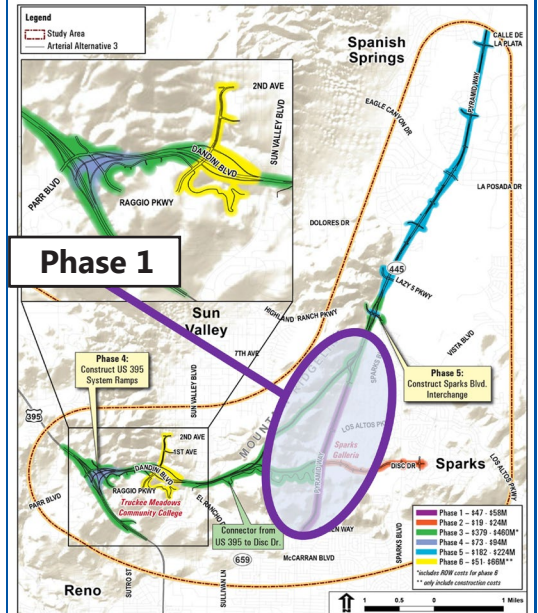 Legend
Study Area
Arterial Alternative 3
Spanish
Springs
CALLE DE
LA PLATA
PYRAMID WAY
EAGLE CANYON DR
LA POSADA DR
DOLORES DR
445
LAZY 5 PKWY
2ND AVE
SUN VALLEY BLVD
DANDINI BLVD
PARR BLVD
RAGGIO PKWY
Phase 1
Sun
Valley
HIGHLAND RANCH PKWY
7TH AVE
VISTA BLVD
Phase 5:
Construct Sparks Blvd.
Interchange
Phase 4:
Construct US 395
System Ramps
SUN VALLEY BLVD
SPARKS B
LOS ALTOS PK
LOS ALTOS PKWY
395
2ND AVE
1ST AVE
DANDINI BLVD
RAGGIO PKWY
Truckee Meadows
Community College
PARR BLVD
EL RANCHO
Sparks
Galleria
DISC DR
Sparks
Connector from
US 395 to Disc Dr.
EN WAY
McCARRAN BLVD
SPARKS BLVD
659
SUTRO ST
SULLIVAN LN
Reno
Phase 1 - $47 - $58M
Phase 2 - $19 - $24M
Phase 3 - $379 - $460M*
Phase 4 - $73 - $94M
Phase 5 - $182 - $224M
Phase 6 - $51- $66M**
*includes ROW costs for phase 6
** only include construction costs
1 0.5 0 1 Miles